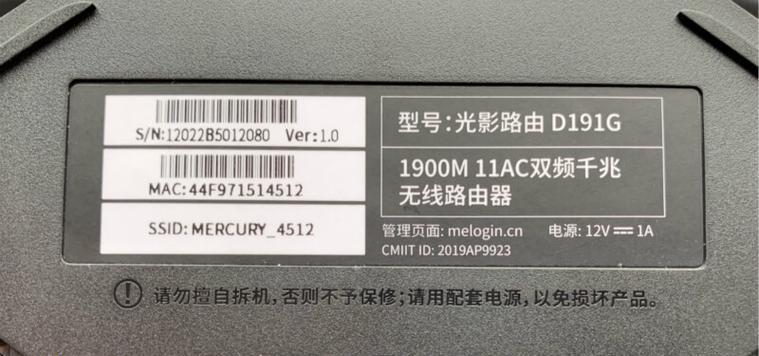 S/N:12022B5012080 Ver:1.0
MAC:44F971514512
SSID: MERCURY_4512
型号:光影路由 D191G
1900M 11AC双频千兆
无线路由器
管理页面: melogin.cn 电源: 12V⎓1A
CMIIT ID: 2019AP9923
请勿擅自拆机,否则不予保修;请用配套电源,以免损坏产品。